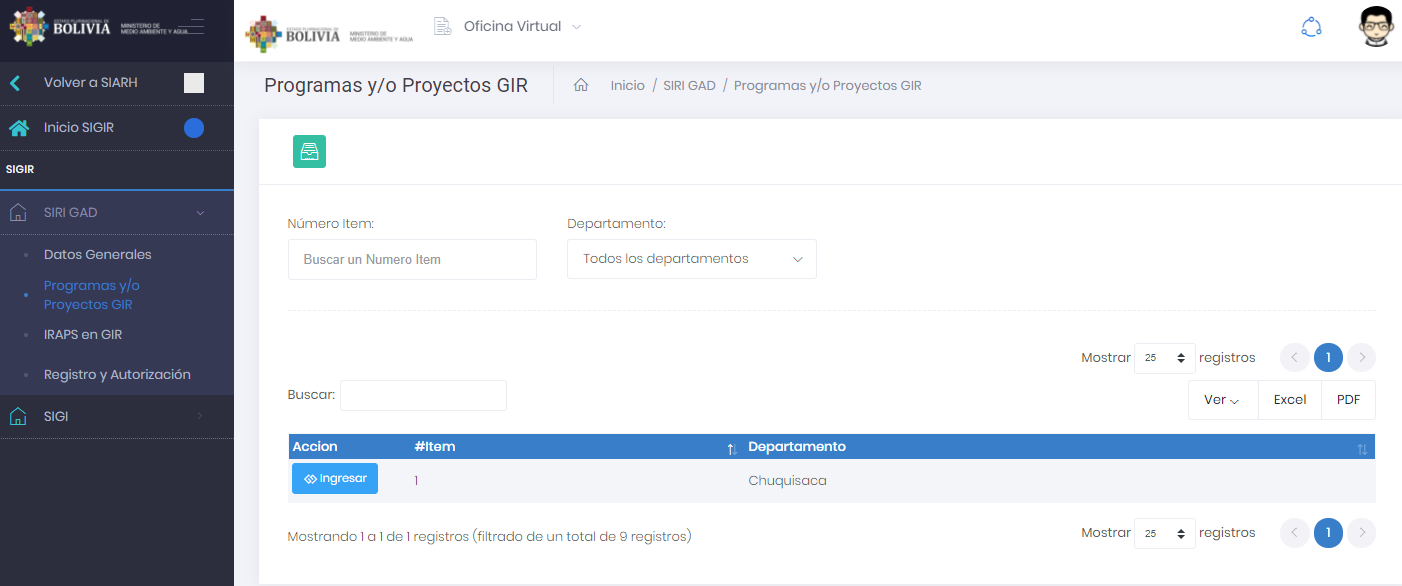 ESTADO PLURINACIONAL DE
BOLIVIA
MINISTERIO DE
MEDIO AMBIENTE Y AGUA
Volver a SIARH
Inicio SIGIR
SIGIR
SIRI GAD
Datos Generales
Programas y/o
Proyectos GIR
IRAPS en GIR
Registro y Autorización
SIGI
ESTADO PLURINACIONAL DE
BOLIVIA
MINISTERIO DE
MEDIO AMBIENTE Y AGUA
Oficina Virtual
Programas y/o Proyectos GIR
Inicio / SIRI GAD / Programas y/o Proyectos GIR
Número Item: Departamento:
Buscar un Numero Item Todos los departamentos
Mostrar 25 registros 1
Buscar:
Ver Excel PDF
Accion #Item Departamento
Ingresar 1 Chuquisaca
Mostrando 1 a 1 de 1 registros (filtrado de un total de 9 registros)
Mostrar 25 registros 1